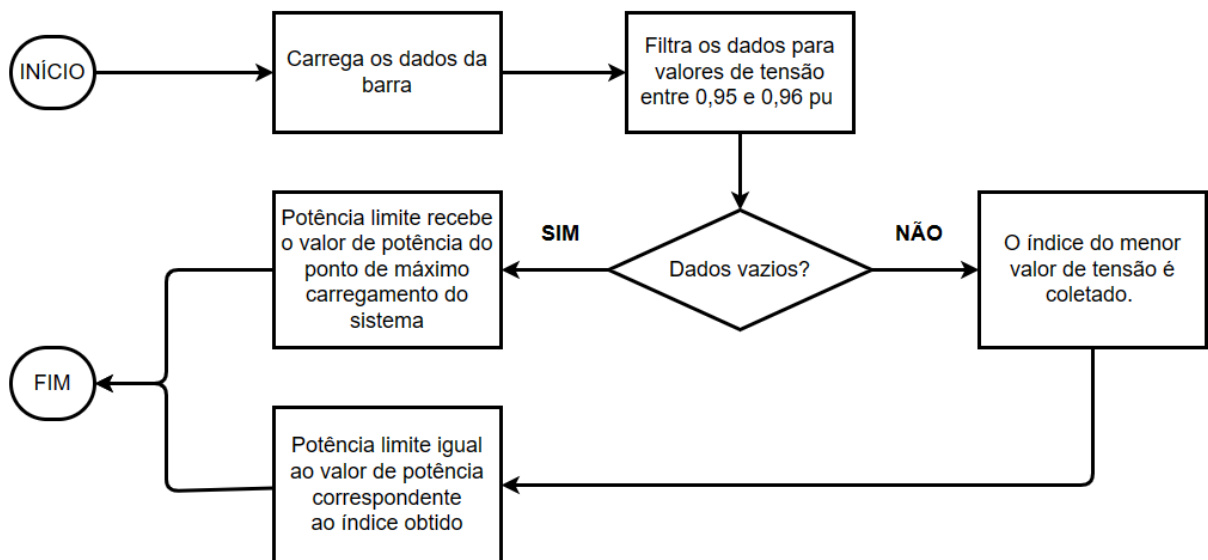 INÍCIO
Carrega os dados da
barra
Filtra os dados para
valores de tensão
entre 0,95 e 0,96 pu
Dados vazios?
SIM
NÃO
Potência limite recebe
o valor de potência do
ponto de máximo
carregamento do
sistema
O índice do menor
valor de tensão é
coletado.
Potência limite igual
ao valor de potência
correspondente
ao índice obtido
FIM